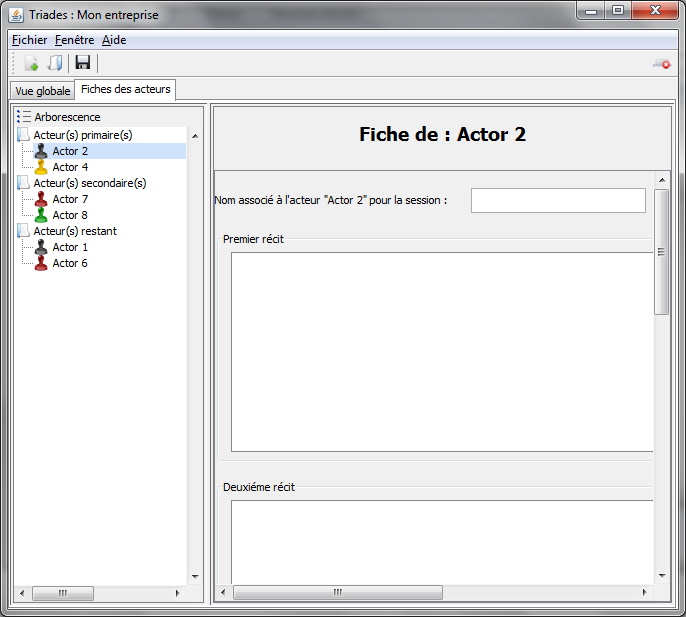 Triades : Mon entreprise
Fichier Fenêtre Aide
Vue globale Fiches des acteurs
Arborescence
Acteur(s) primaire(s)
Actor 2
Actor 4
Acteur(s) secondaire(s)
Actor 7
Actor 8
Acteur(s) restant
Actor 1
Actor 6
Fiche de : Actor 2
Nom associé à l'acteur "Actor 2" pour la session :
Premier récit
Deuxiéme récit